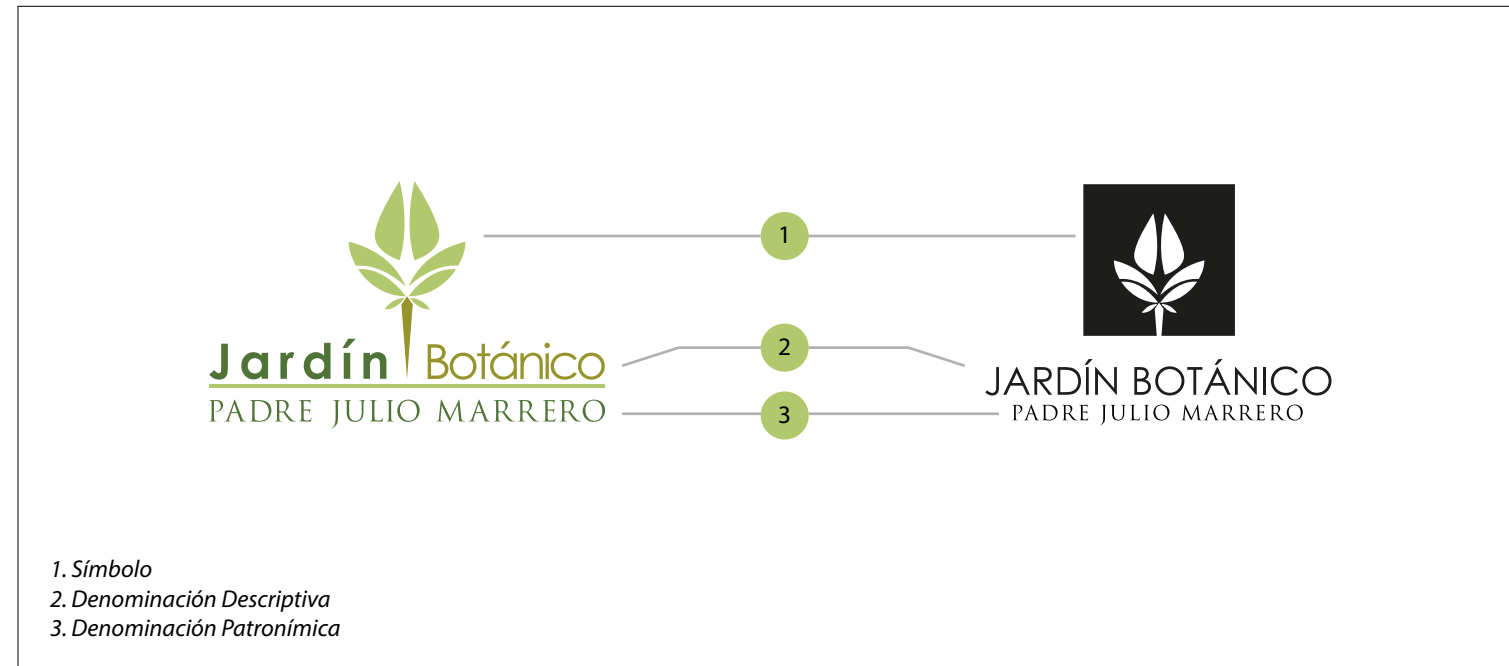 1
2
3
Jardín Botánico
PADRE JULIO MARRERO
JARDÍN BOTÁNICO
PADRE JULIO MARRERO
1. Símbolo
2. Denominación Descriptiva
3. Denominación Patronímica